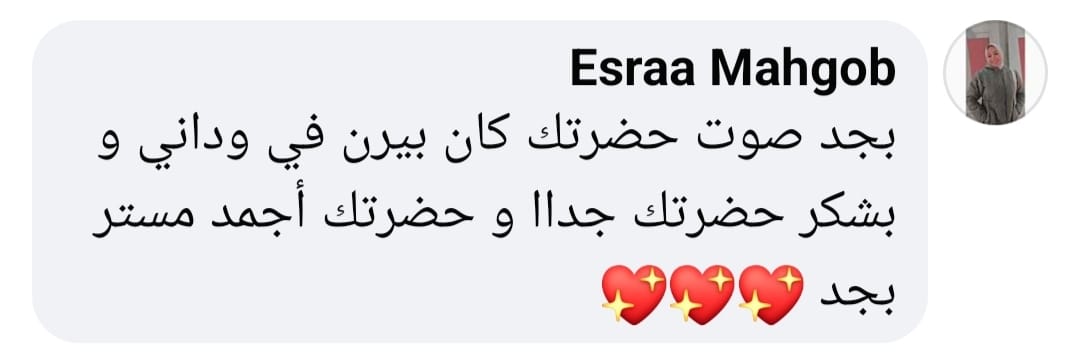 Esraa Mahgob
بجد صوت حضرتك كان بيرن في وداني و
بشكر حضرتك جداا و حضرتك أجمد مستر
بجد 💖💖💖